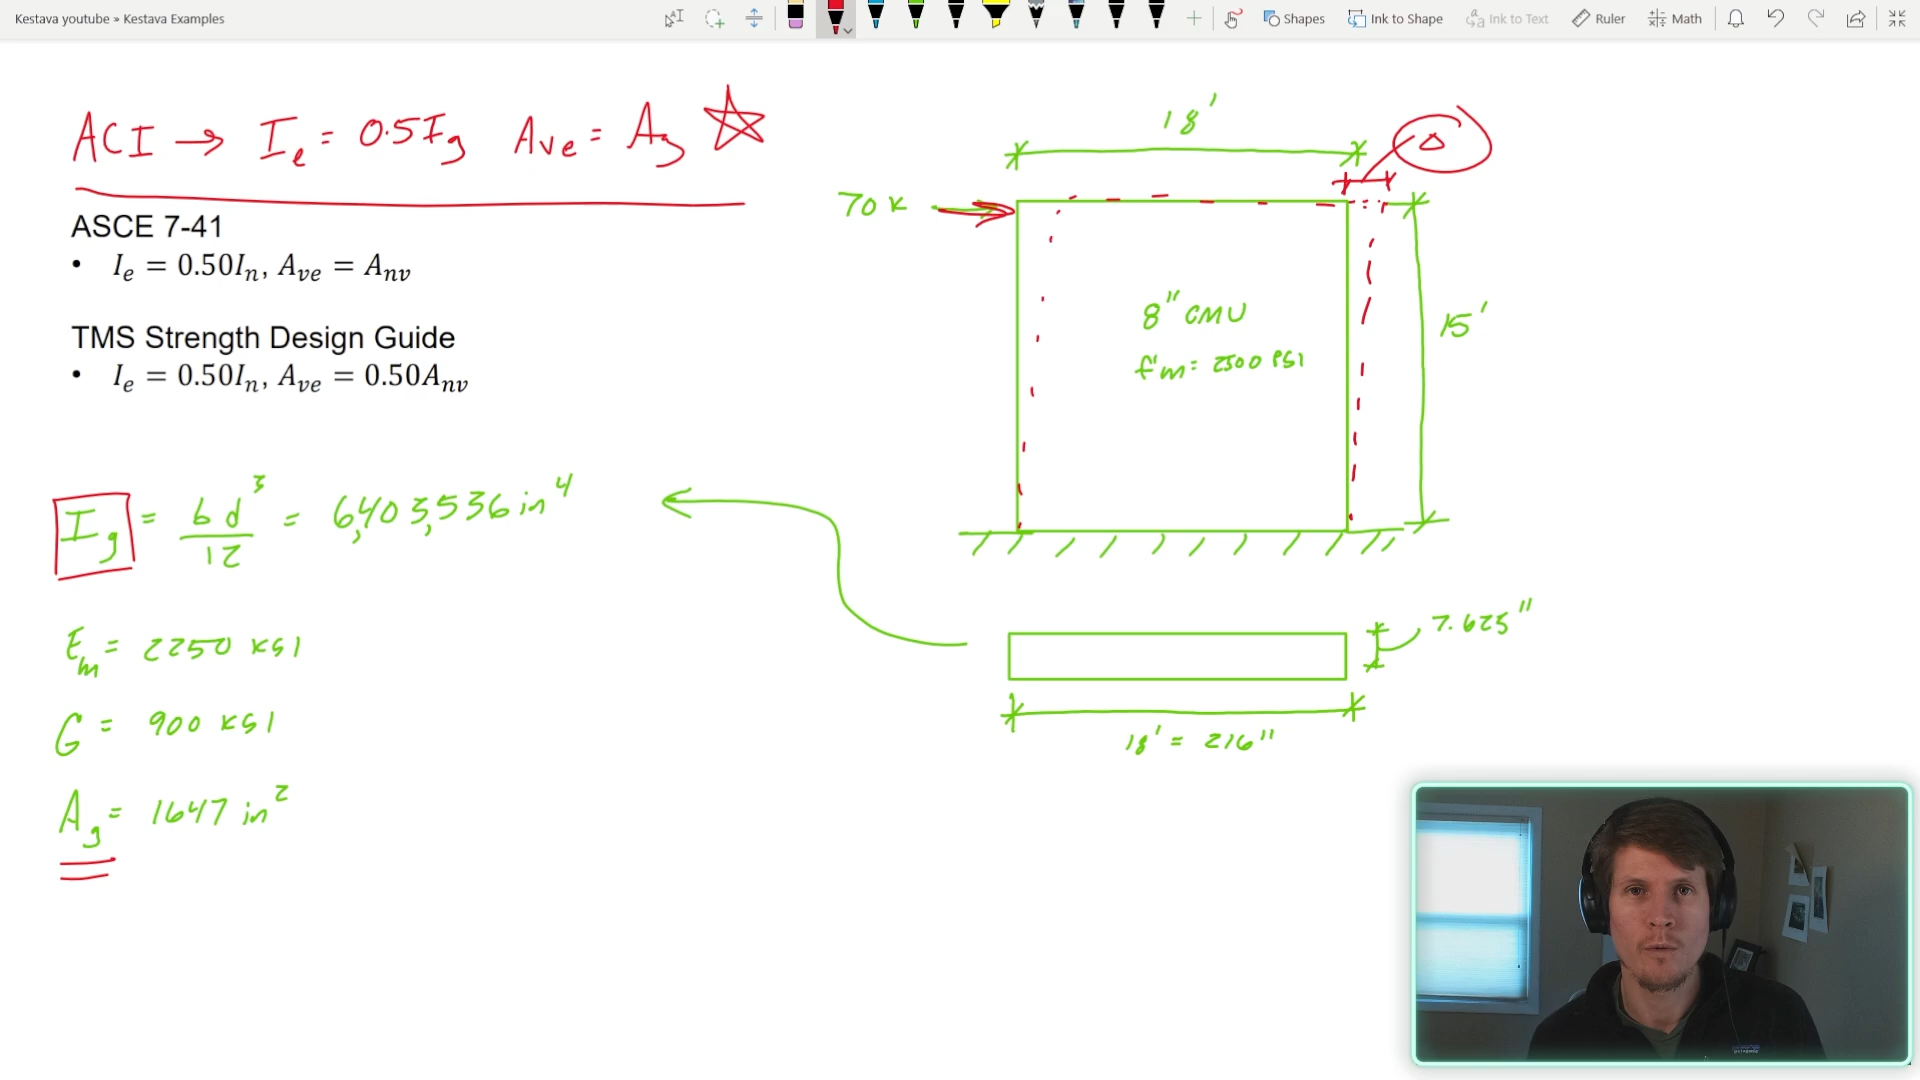 Kestava youtube » Kestava Examples
Shapes
Ink to Shape
Ink to Text
Ruler
Math
ACI → Ie = 0.5Ig Ave = Ag
ASCE 7-41
• Ie = 0.50In, Ave = Anv
TMS Strength Design Guide
• Ie = 0.50In, Ave = 0.50Anv
Ig = bd³/12 = 6,403,536 in⁴
Em = 2250 KSI
G = 900 KSI
Ag = 1647 in²
18'
Δ
70 K
8" CMU
f'm = 2500 PSI
15'
7.625"
18' = 216"